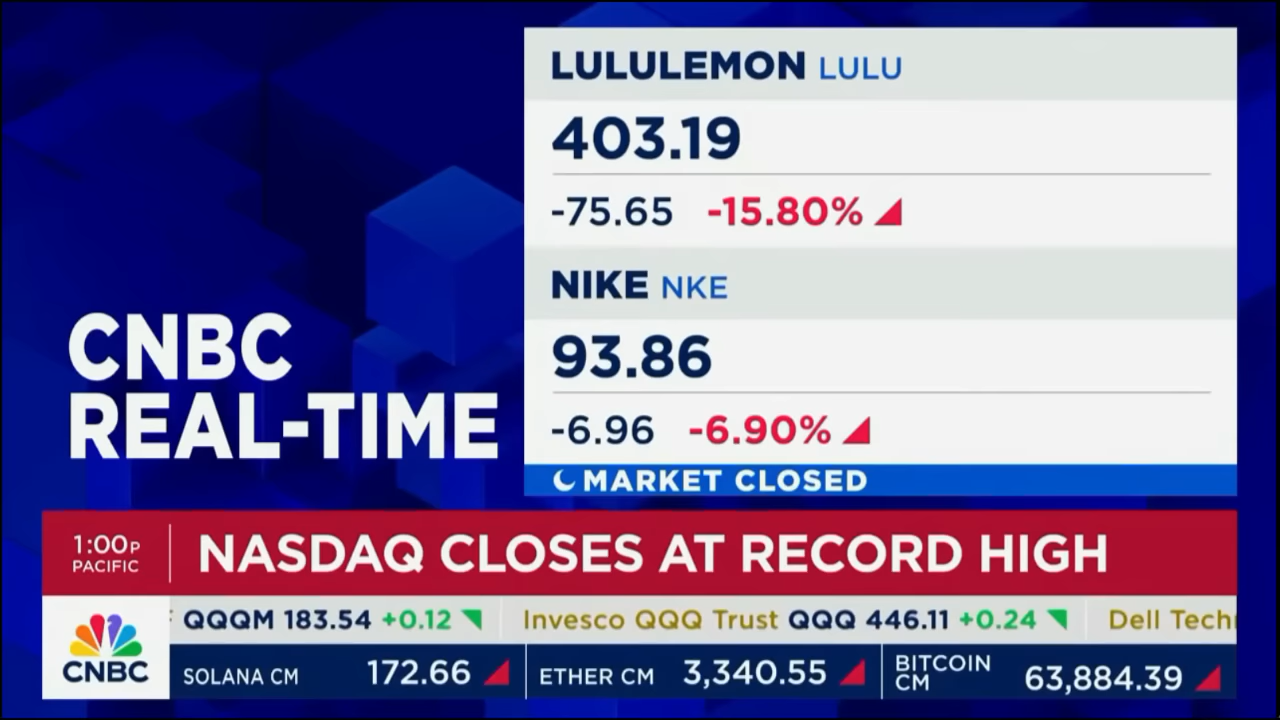 LULULEMON LULU
403.19
-75.65 -15.80%
NIKE NKE
93.86
-6.96 -6.90%
MARKET CLOSED
CNBC
REAL-TIME
1:00P
PACIFIC
NASDAQ CLOSES AT RECORD HIGH
QQQM 183.54 +0.12 Invesco QQQ Trust QQQ 446.11 +0.24 Dell
CNBC
SOLANA CM 172.66 ETHER CM 3,340.55 BITCOIN CM 63,884.39